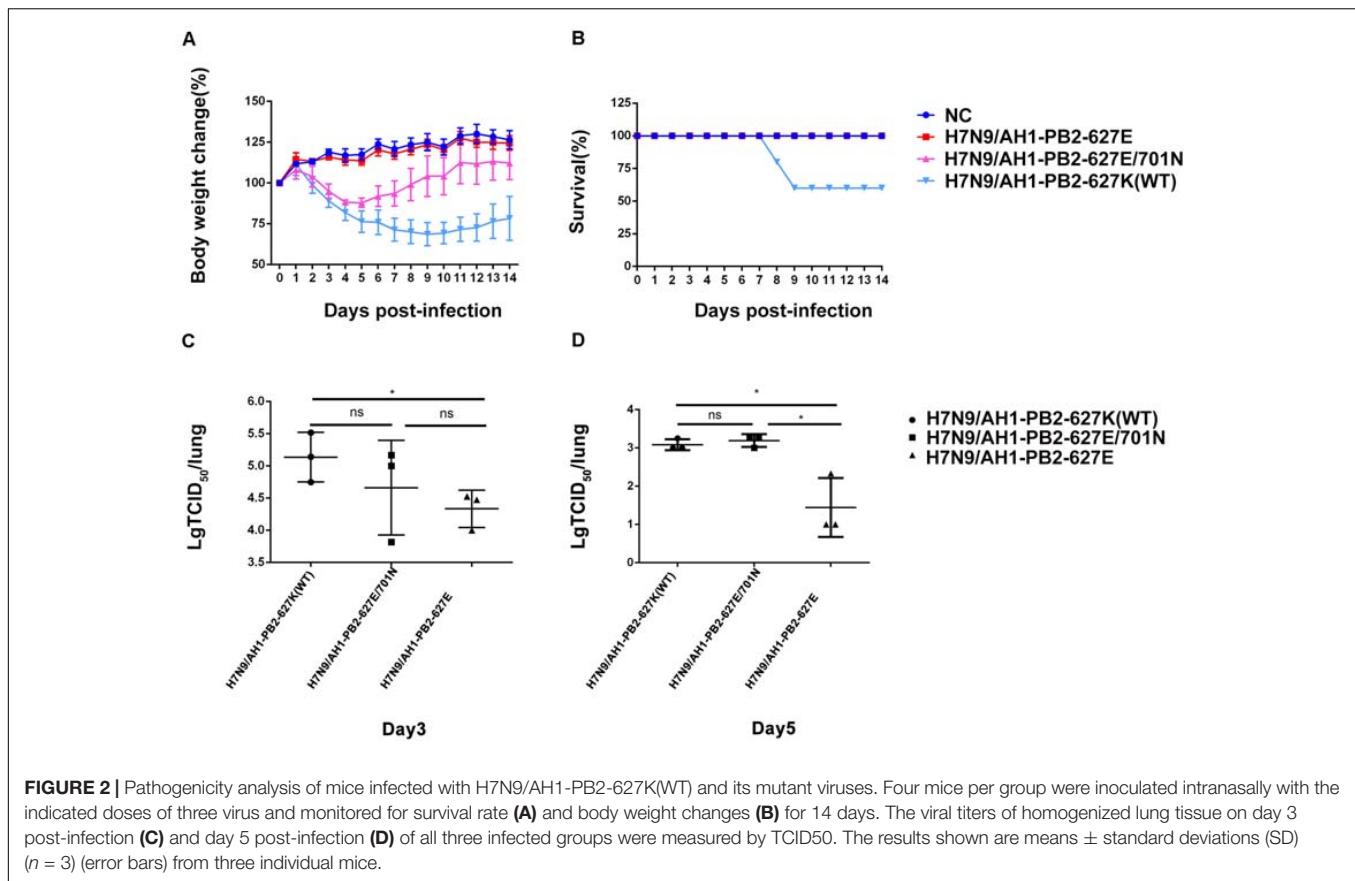 A
Body weight change(%)
150
125
100
75
50
0 1 2 3 4 5 6 7 8 9 10 11 12 13 14
Days post-infection
B
Survival(%)
125
100
75
50
25
0
0 1 2 3 4 5 6 7 8 9 10 11 12 13 14
Days post-infection
NC
H7N9/AH1-PB2-627E
H7N9/AH1-PB2-627E/701N
H7N9/AH1-PB2-627K(WT)
C
LgTCID50/lung
6.0
5.5
5.0
4.5
4.0
3.5
*
ns
ns
H7N9/AH1-PB2-627K(WT)
H7N9/AH1-PB2-627E/701N
H7N9/AH1-PB2-627E
Day3
D
LgTCID50/lung
4
3
2
1
0
*
ns
*
H7N9/AH1-PB2-627K(WT)
H7N9/AH1-PB2-627E/701N
H7N9/AH1-PB2-627E
Day5
H7N9/AH1-PB2-627K(WT)
H7N9/AH1-PB2-627E/701N
H7N9/AH1-PB2-627E
FIGURE 2 | Pathogenicity analysis of mice infected with H7N9/AH1-PB2-627K(WT) and its mutant viruses. Four mice per group were inoculated intranasally with the
indicated doses of three virus and monitored for survival rate (A) and body weight changes (B) for 14 days. The viral titers of homogenized lung tissue on day 3
post-infection (C) and day 5 post-infection (D) of all three infected groups were measured by TCID50. The results shown are means ± standard deviations (SD)
(n = 3) (error bars) from three individual mice.